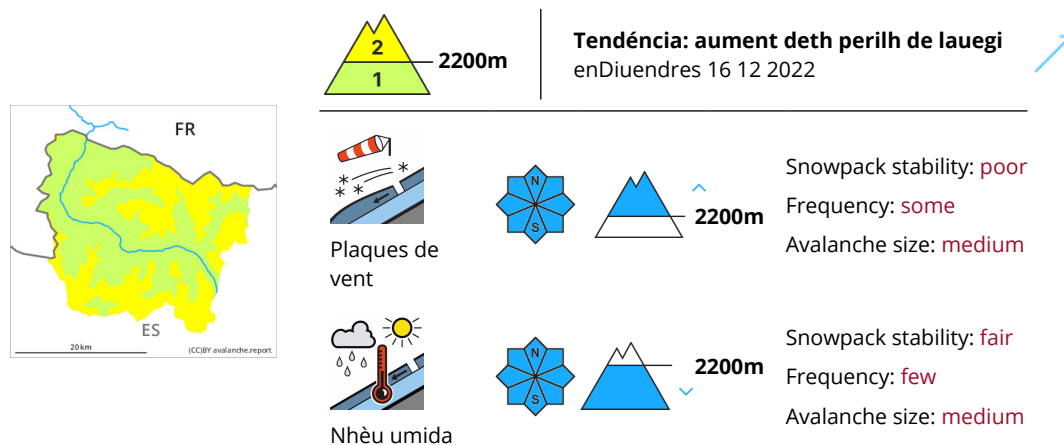 2
1
2200m
Tendéncia: aument deth perilh de lauegi
enDiuendres 16 12 2022
FR
ES
20 km
(CC)BY avalanche.report
Plaques de
vent
N
S
2200m
Snowpack stability: poor
Frequency: some
Avalanche size: medium
Nhèu umida
N
S
2200m
Snowpack stability: fair
Frequency: few
Avalanche size: medium